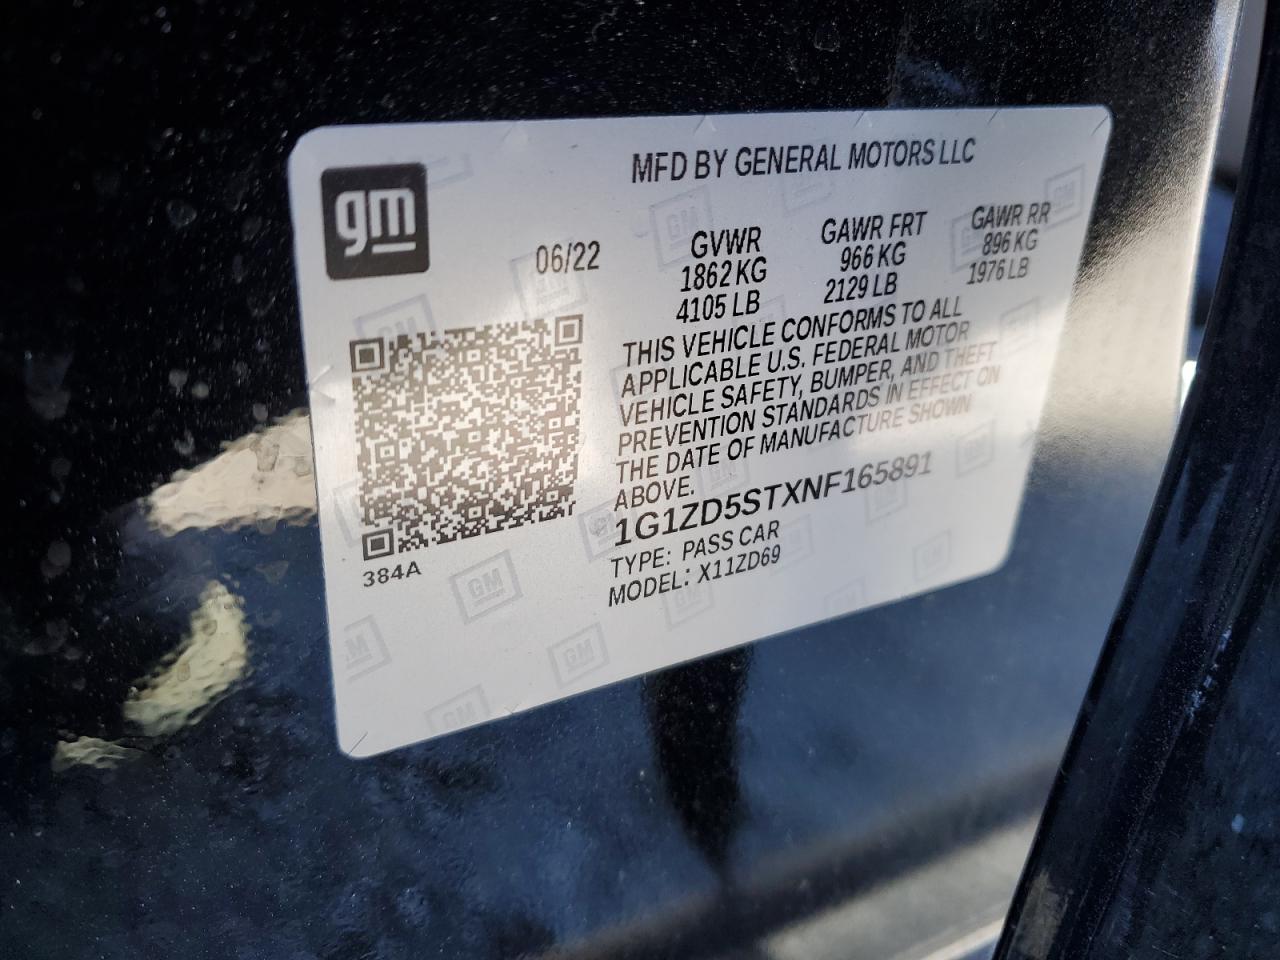 gm
MFD BY GENERAL MOTORS LLC
06/22
GVWR
1862 KG
4105 LB
GAWR FRT
966 KG
2129 LB
GAWR RR
896 KG
1976 LB
THIS VEHICLE CONFORMS TO ALL
APPLICABLE U.S. FEDERAL MOTOR
VEHICLE SAFETY, BUMPER, AND THEFT
PREVENTION STANDARDS IN EFFECT ON
THE DATE OF MANUFACTURE SHOWN
ABOVE.
1G1ZD5STXNF165891
TYPE: PASS CAR
MODEL: X11ZD69
384A